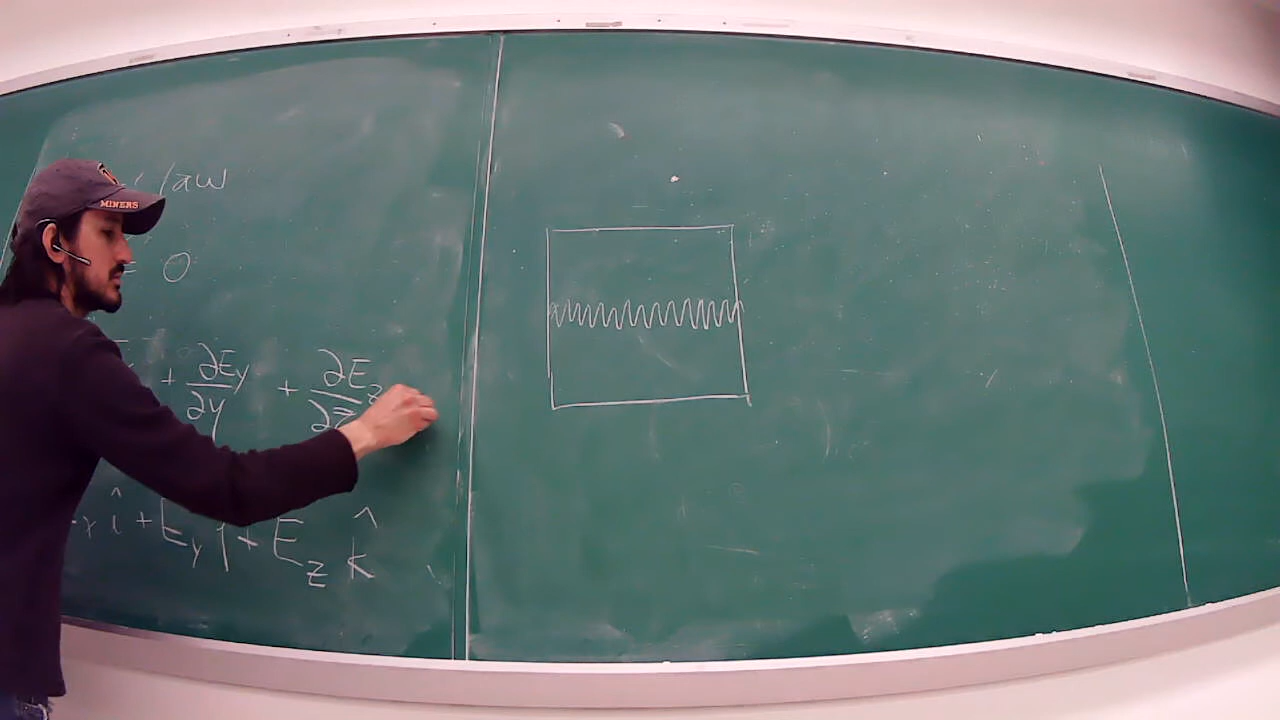 law
MINERS
= 0
+ ∂Ey/∂y + ∂Ez/∂z
x î + Ey ĵ + Ez k̂